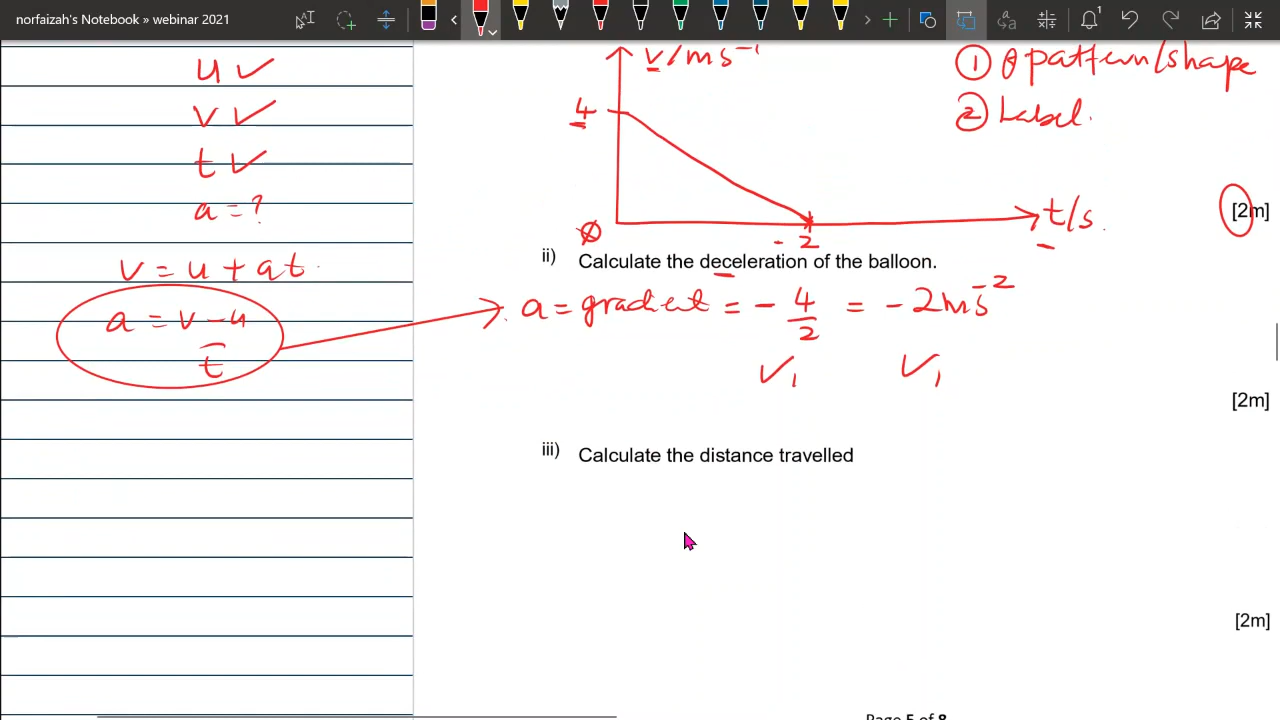 norfaizah's Notebook » webinar 2021
u ✓
v ✓
t ✓
a = ?
v = u + at
a = v - u
t
v/ms⁻¹
4
0
2
t/s
① pattern/shape
② Label.
[2m]
ii) Calculate the deceleration of the balloon.
a = gradient = - 4/2 = - 2ms⁻²
✓1 ✓1
[2m]
iii) Calculate the distance travelled
[2m]
Page 5 of 8